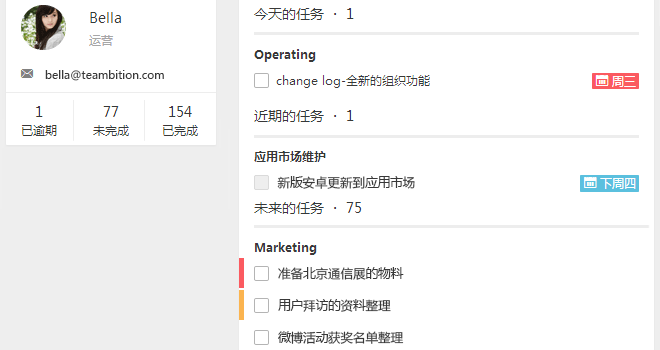 Bella
运营
bella@teambition.com
1 77 154
已逾期 未完成 已完成
今天的任务 · 1
Operating
change log-全新的组织功能 周三
近期的任务 · 1
应用市场维护
新版安卓更新到应用市场 下周四
未来的任务 · 75
Marketing
准备北京通信展的物料
用户拜访的资料整理
微博活动获奖名单整理